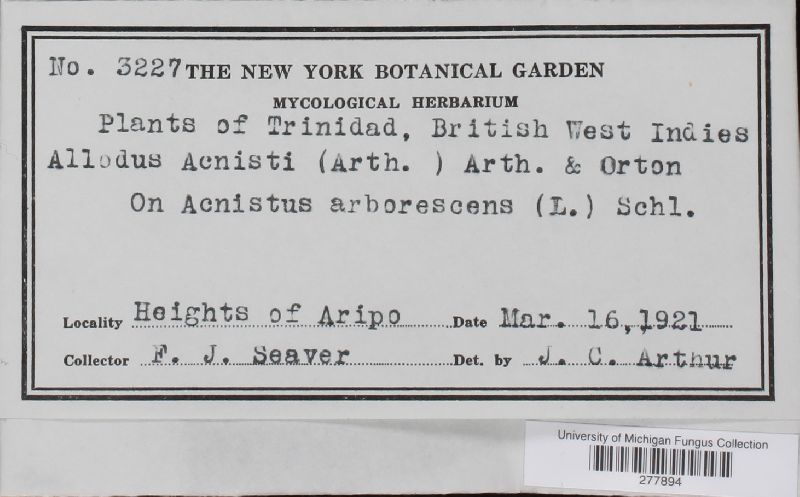 No. 3227 THE NEW YORK BOTANICAL GARDEN
MYCOLOGICAL HERBARIUM
Plants of Trinidad, British West Indies
Allodus Acnisti (Arth. ) Arth. & Orton
On Acnistus arborescens (L.) Schl.
Locality Heights of Aripo Date Mar. 16, 1921
Collector F. J. Seaver Det. by J. C. Arthur
University of Michigan Fungus Collection
277894